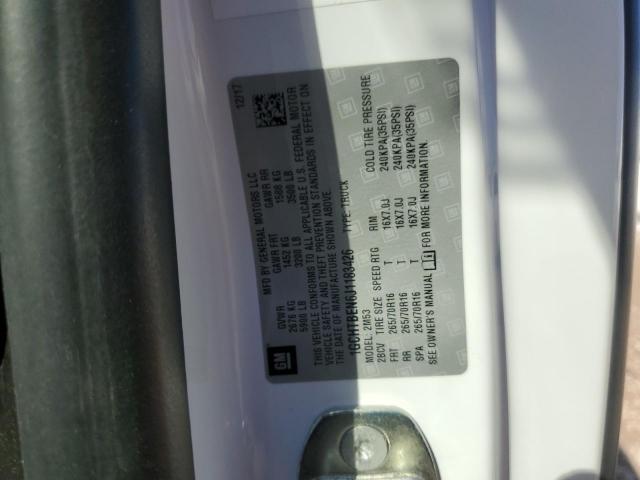 GM
MFD BY GENERAL MOTORS LLC
12/17
GVWR GAWR FRT GAWR RR
2676 KG 1452 KG 1588 KG
5900 LB 3200 LB 3500 LB
THIS VEHICLE CONFORMS TO ALL APPLICABLE U.S. FEDERAL MOTOR
VEHICLE SAFETY AND THEFT PREVENTION STANDARDS IN EFFECT ON
THE DATE OF MANUFACTURE SHOWN ABOVE.
1GCHTBEN6J1183426 TYPE: TRUCK
MODEL: 2M53
2BCV TIRE SIZE SPEED RTG RIM COLD TIRE PRESSURE
FRT 265/70R16 T 16X7.0J 240KPA(35PSI)
RR 265/70R16 T 16X7.0J 240KPA(35PSI)
SPA 265/70R16 T 16X7.0J 240KPA(35PSI)
SEE OWNER'S MANUAL FOR MORE INFORMATION.